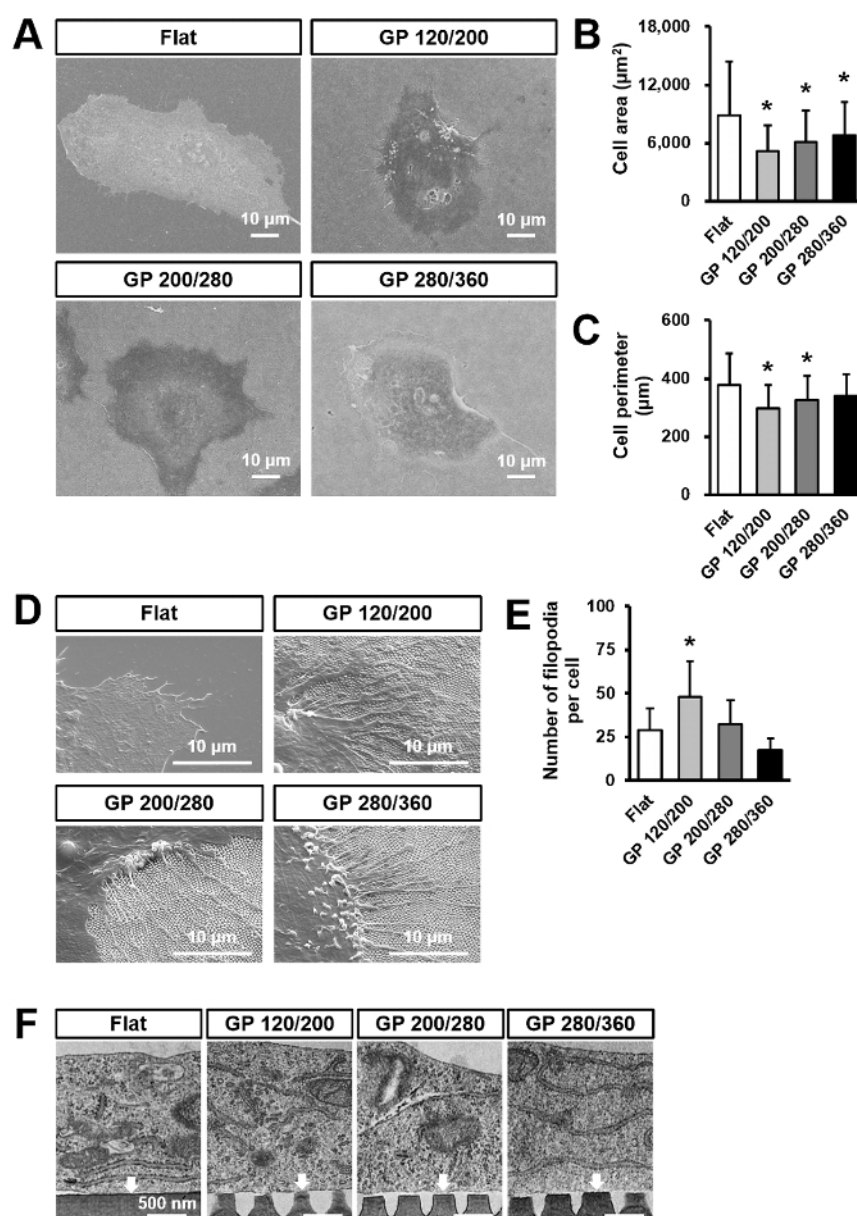 A
Flat
GP 120/200
10 µm
10 µm
GP 200/280
GP 280/360
10 µm
10 µm
B
Cell area (µm²)
18,000
12,000
6,000
0
*
*
*
Flat
GP 120/200
GP 200/280
GP 280/360
C
Cell perimeter
(µm)
600
400
200
0
*
*
Flat
GP 120/200
GP 200/280
GP 280/360
D
Flat
GP 120/200
10 µm
10 µm
GP 200/280
GP 280/360
10 µm
10 µm
E
Number of filopodia
per cell
100
75
50
25
0
*
Flat
GP 120/200
GP 200/280
GP 280/360
F
Flat
GP 120/200
GP 200/280
GP 280/360
500 nm